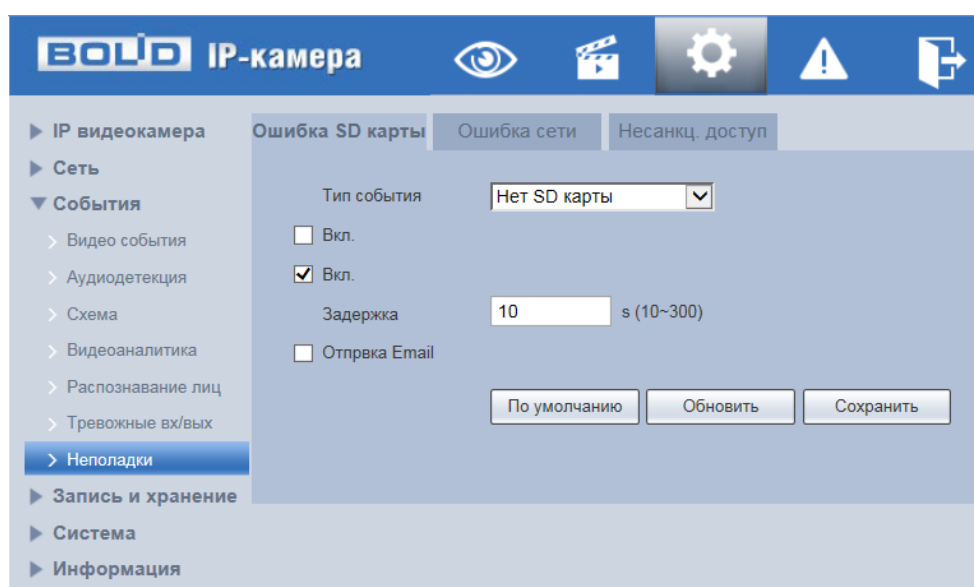 BOLID IP-камера
IP видеокамера
Сеть
События
Видео события
Аудиодетекция
Схема
Видеоаналитика
Распознавание лиц
Тревожные вх/вых
Неполадки
Запись и хранение
Система
Информация
Ошибка SD карты Ошибка сети Несанкц. доступ
Тип события Нет SD карты
Вкл.
Вкл.
Задержка 10 s (10~300)
Отпрвка Email
По умолчанию Обновить Сохранить